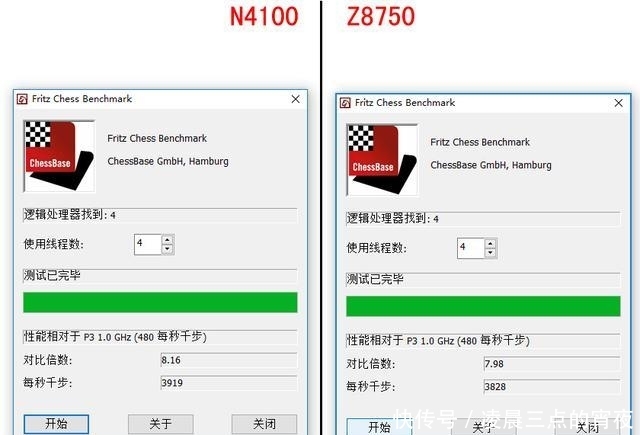 N4100
Z8750
Fritz Chess Benchmark
Fritz Chess Benchmark
ChessBase
ChessBase GmbH, Hamburg
逻辑处理器找到: 4
使用线程数:
4
测试已完毕
性能相对于 P3 1.0 GHz (480 每秒千步)
对比倍数:
8.16
每秒千步:
3919
开始
关于
关闭
Fritz Chess Benchmark
Fritz Chess Benchmark
ChessBase
ChessBase GmbH, Hamburg
逻辑处理器找到: 4
使用线程数:
4
测试已完毕
性能相对于 P3 1.0 GHz (480 每秒千步)
对比倍数:
7.98
每秒千步:
3828
开始
关于
关闭
快传号 / 凌晨三点的宵夜